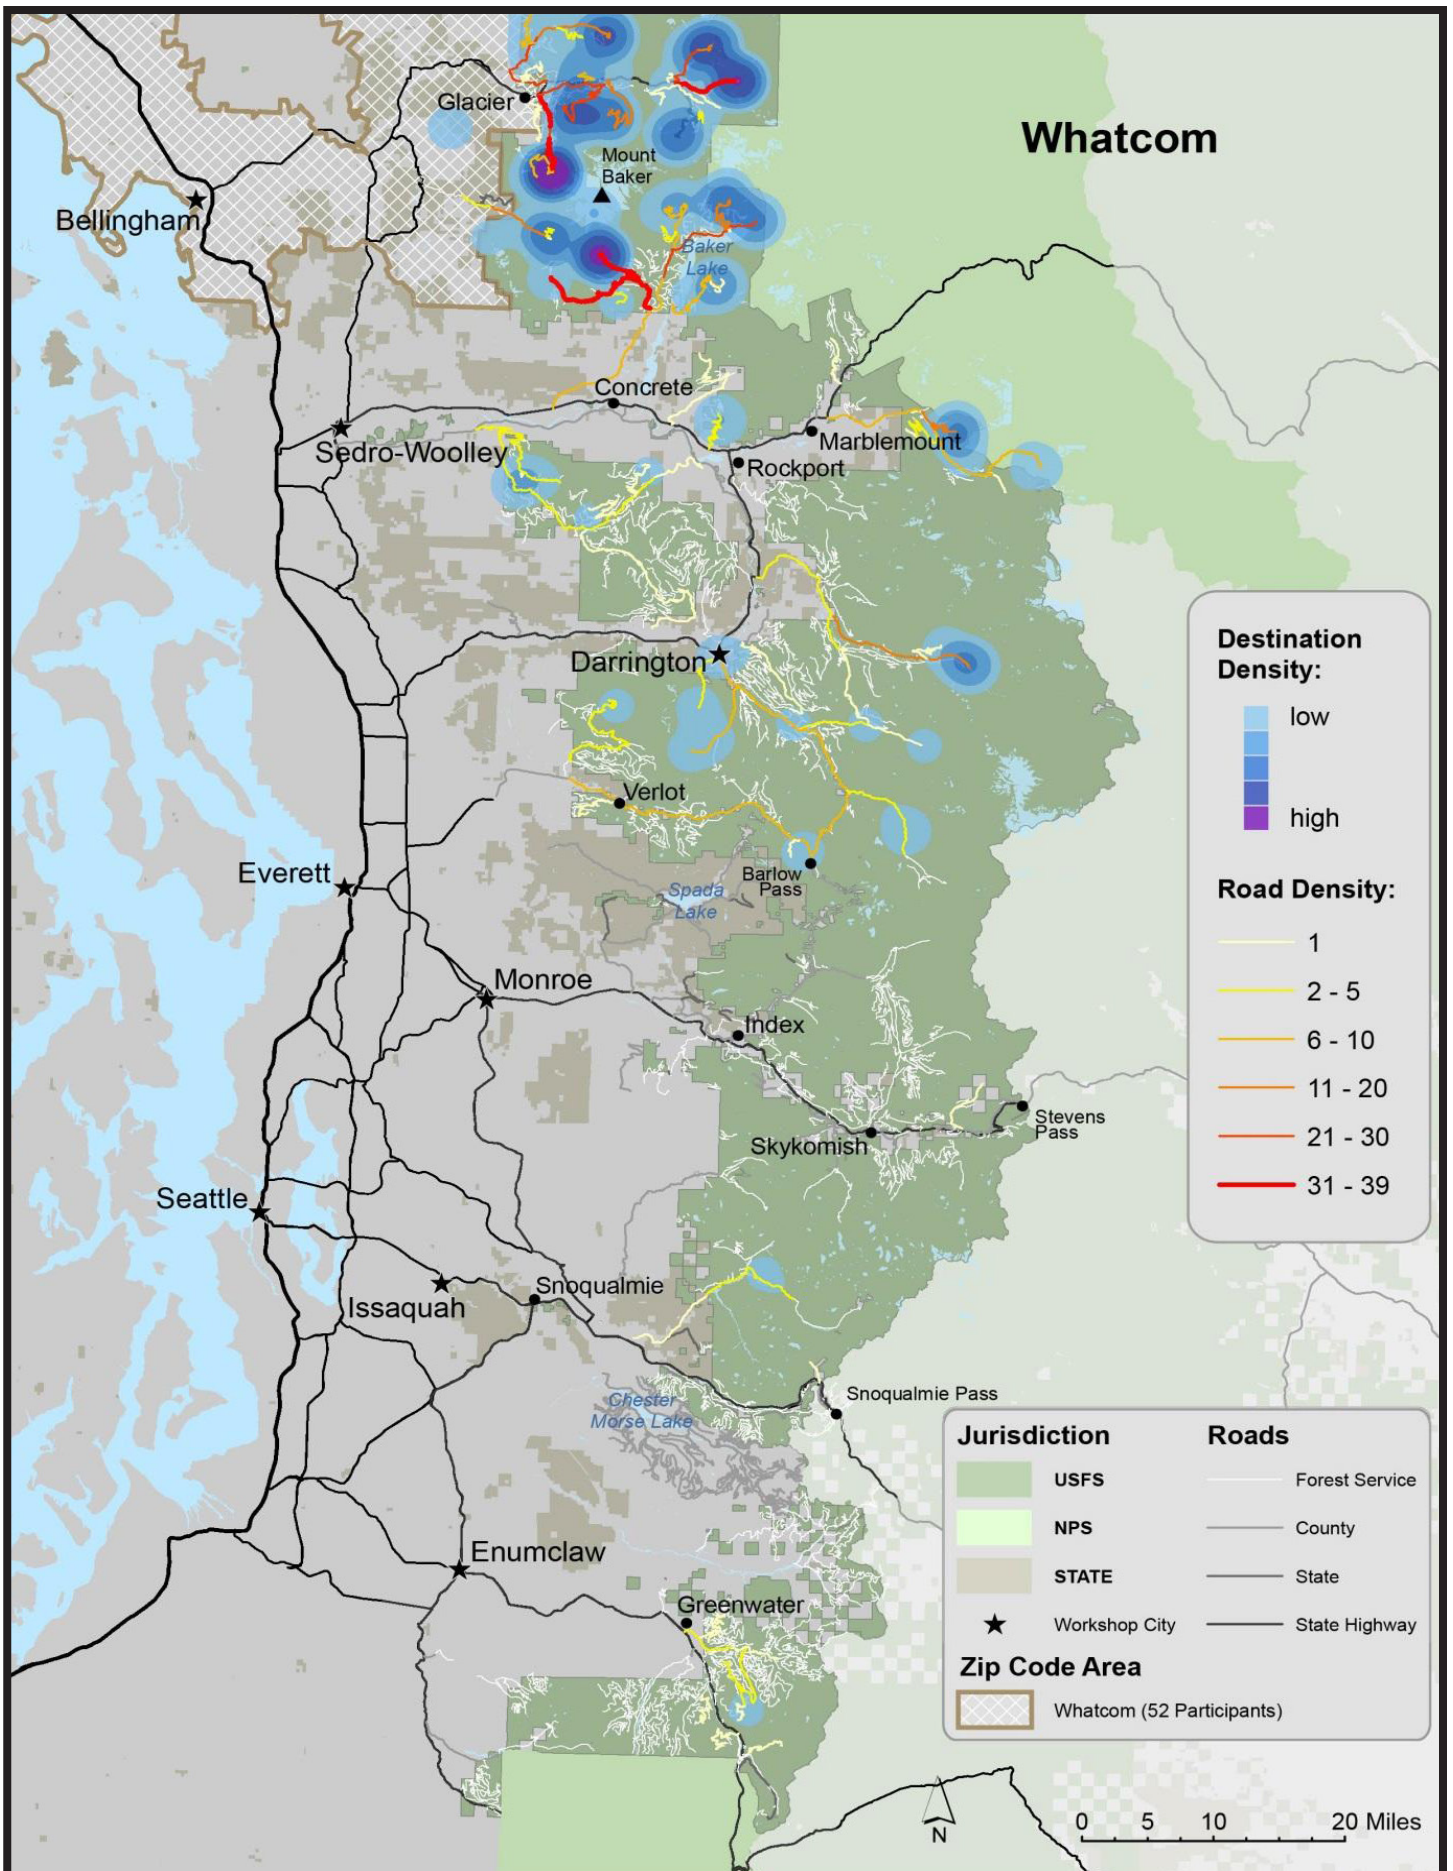 Whatcom
Glacier
Mount
Baker
Bellingham
Baker
Lake
Concrete
Sedro-Woolley
Marblemount
Rockport
Darrington
Verlot
Everett
Barlow
Pass
Spada
Lake
Monroe
Index
Stevens
Pass
Skykomish
Seattle
Issaquah
Snoqualmie
Snoqualmie Pass
Chester
Morse Lake
Enumclaw
Greenwater
Destination
Density:
low
high
Road Density:
1
2 - 5
6 - 10
11 - 20
21 - 30
31 - 39
Jurisdiction
USFS
NPS
STATE
Workshop City
Roads
Forest Service
County
State
State Highway
Zip Code Area
Whatcom (52 Participants)
N
0 5 10 20 Miles